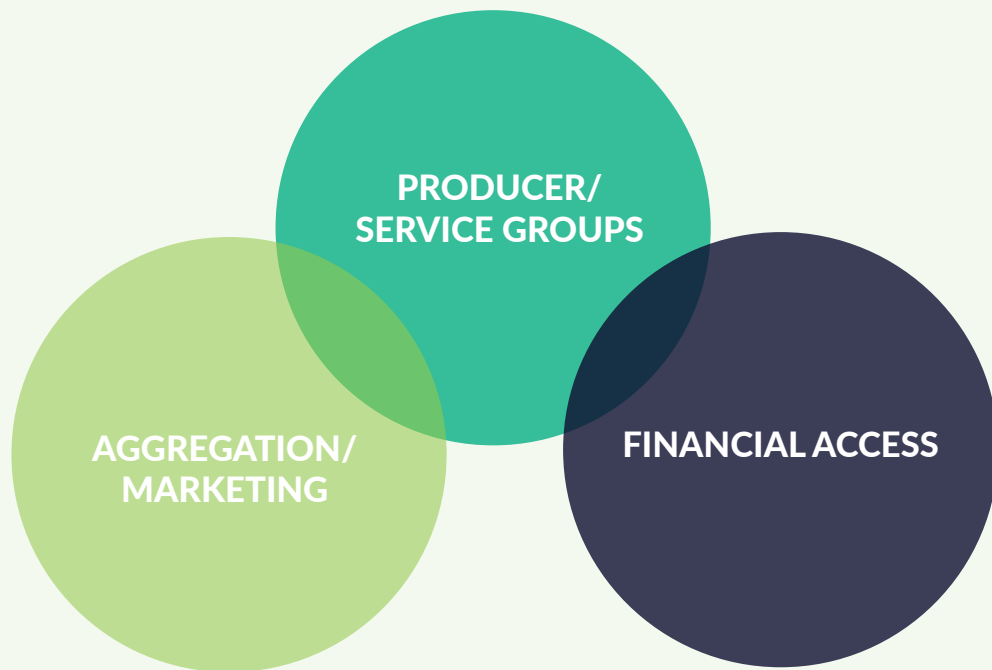 PRODUCER/
SERVICE GROUPS
AGGREGATION/
MARKETING
FINANCIAL ACCESS